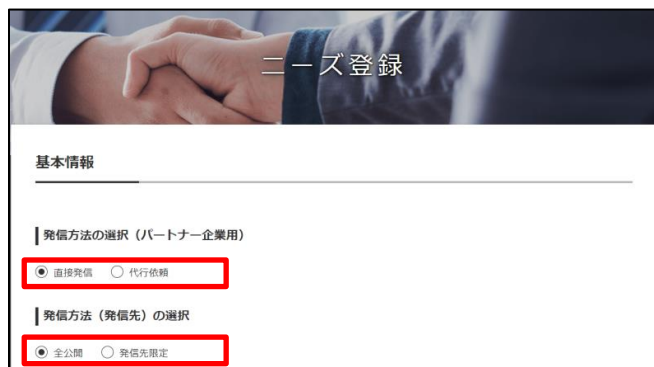 ニーズ登録
基本情報
発信方法の選択（パートナー企業用）
直接発信 代行依頼
発信方法（発信先）の選択
全公開 発信先限定